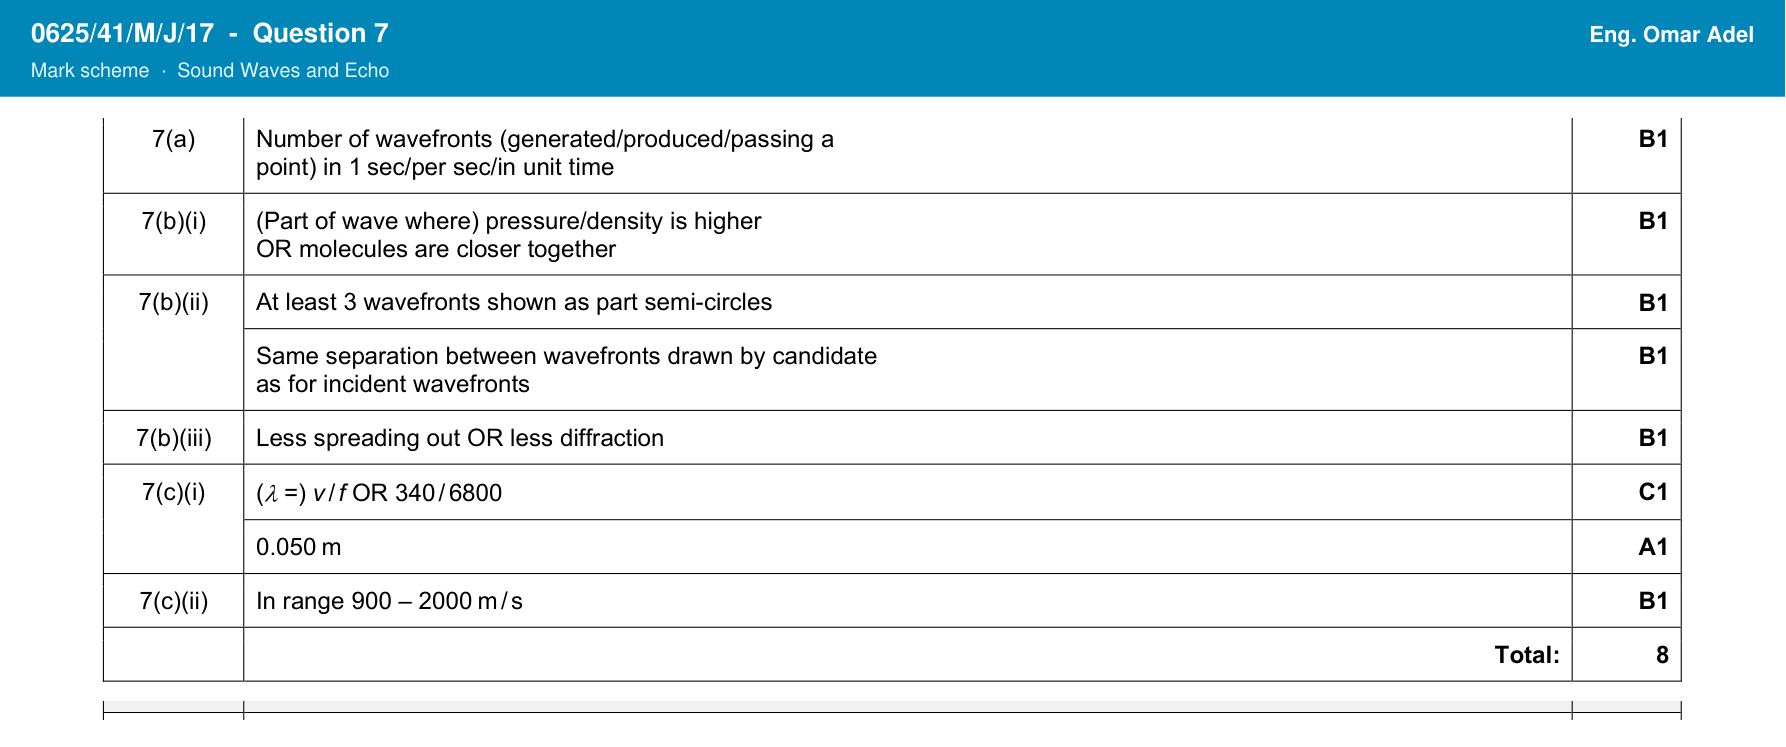 0625/41/M/J/17 - Question 7
Eng. Omar Adel
Mark scheme · Sound Waves and Echo
7(a) Number of wavefronts (generated/produced/passing a B1
point) in 1 sec/per sec/in unit time
7(b)(i) (Part of wave where) pressure/density is higher B1
OR molecules are closer together
7(b)(ii) At least 3 wavefronts shown as part semi-circles B1
Same separation between wavefronts drawn by candidate B1
as for incident wavefronts
7(b)(iii) Less spreading out OR less diffraction B1
7(c)(i) (λ =) v/f OR 340/6800 C1
0.050 m A1
7(c)(ii) In range 900 – 2000 m/s B1
Total: 8